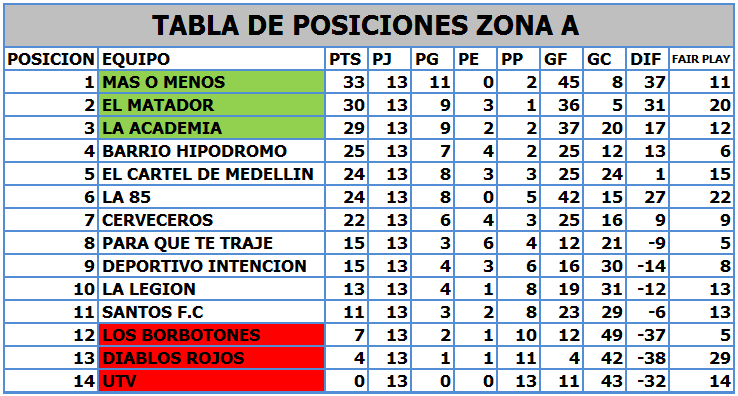 TABLA DE POSICIONES ZONA A
POSICION EQUIPO PTS PJ PG PE PP GF GC DIF FAIR PLAY
1 MAS O MENOS 33 13 11 0 2 45 8 37 11
2 EL MATADOR 30 13 9 3 1 36 5 31 20
3 LA ACADEMIA 29 13 9 2 2 37 20 17 12
4 BARRIO HIPODROMO 25 13 7 4 2 25 12 13 6
5 EL CARTEL DE MEDELLIN 24 13 8 3 3 25 24 1 15
6 LA 85 24 13 8 0 5 42 15 27 22
7 CERVECEROS 22 13 6 4 3 25 16 9 9
8 PARA QUE TE TRAJE 15 13 3 6 4 12 21 -9 5
9 DEPORTIVO INTENCION 15 13 4 3 6 16 30 -14 8
10 LA LEGION 13 13 4 1 8 19 31 -12 13
11 SANTOS F.C 11 13 3 2 8 23 29 -6 13
12 LOS BORBOTONES 7 13 2 1 10 12 49 -37 5
13 DIABLOS ROJOS 4 13 1 1 11 4 42 -38 29
14 UTV 0 13 0 0 13 11 43 -32 14